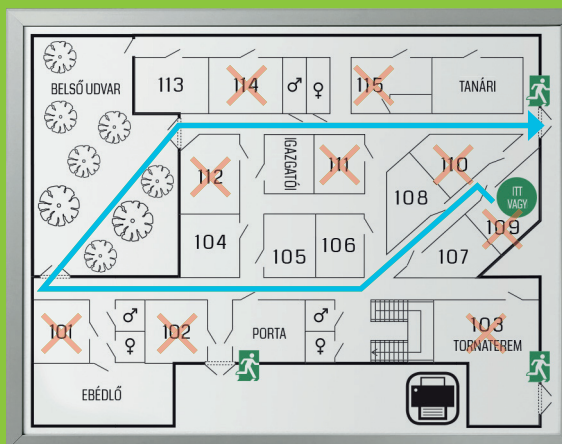 BELSŐ UDVAR
113
114
♂
♀
115
TANÁRI
112
IGAZGATÓI
111
110
108
ITT
VAGY
109
104
105
106
107
101
♂
♀
102
PORTA
♂
♀
103
TORNATEREM
EBÉDLŐ